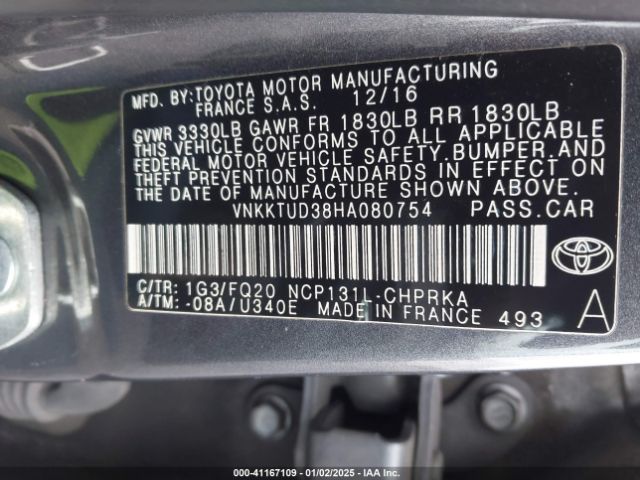 MFD. BY: TOYOTA MOTOR MANUFACTURING
FRANCE S.A.S. 12/16
GVWR 3330LB GAWR FR 1830LB RR 1830LB
THIS VEHICLE CONFORMS TO ALL APPLICABLE
FEDERAL MOTOR VEHICLE SAFETY, BUMPER, AND
THEFT PREVENTION STANDARDS IN EFFECT ON
THE DATE OF MANUFACTURE SHOWN ABOVE.
VNKKTUD38HA080754 PASS.CAR
C/TR: 1G3/FQ20 NCP131L-CHPRKA
A/TM: -08A/U340E MADE IN FRANCE 493 A
000-41167109 - 01/02/2025 - IAA Inc.